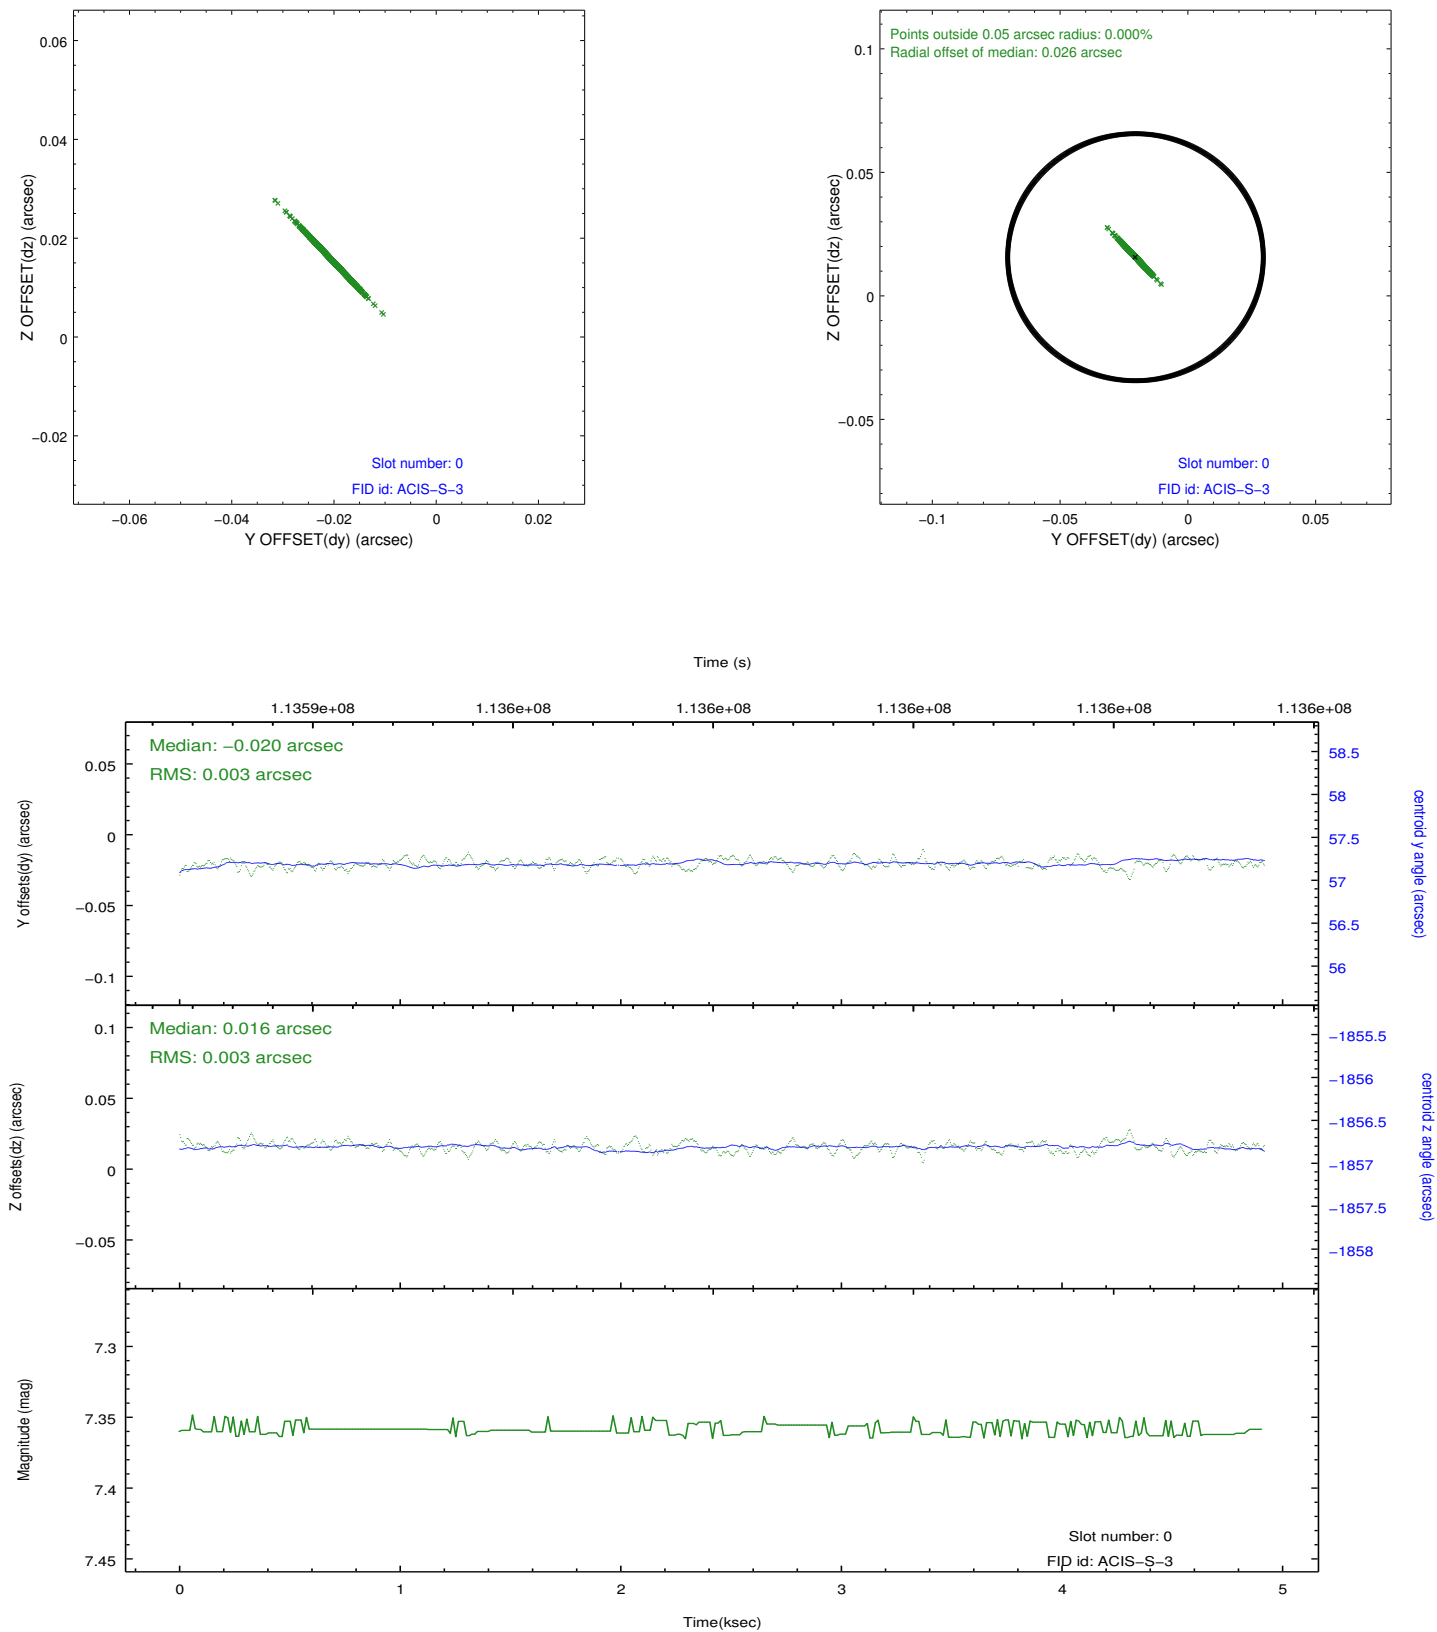 0.06
0.04
0.02
0
−0.02
Z OFFSET(dz) (arcsec)
Slot number: 0
FID id: ACIS−S−3
−0.06
−0.04
−0.02
0
0.02
Y OFFSET(dy) (arcsec)
Points outside 0.05 arcsec radius: 0.000%
Radial offset of median: 0.026 arcsec
0.1
0.05
0
−0.05
Z OFFSET(dz) (arcsec)
Slot number: 0
FID id: ACIS−S−3
−0.1
−0.05
0
0.05
Y OFFSET(dy) (arcsec)
Time (s)
1.1359e+08
1.136e+08
1.136e+08
1.136e+08
1.136e+08
1.136e+08
Median: −0.020 arcsec
RMS: 0.003 arcsec
0.05
0
−0.05
−0.1
Y offsets(dy) (arcsec)
58.5
58
57.5
57
56.5
56
centroid y angle (arcsec)
Median: 0.016 arcsec
RMS: 0.003 arcsec
0.1
0.05
0
−0.05
Z offsets(dz) (arcsec)
−1855.5
−1856
−1856.5
−1857
−1857.5
−1858
centroid z angle (arcsec)
7.3
7.35
7.4
7.45
Magnitude (mag)
Slot number: 0
FID id: ACIS−S−3
0
1
2
3
4
5
Time(ksec)